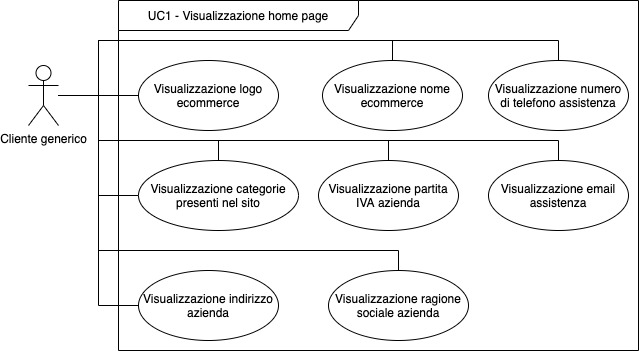 UC1 - Visualizzazione home page
Visualizzazione logo
ecommerce
Visualizzazione nome
ecommerce
Visualizzazione numero
di telefono assistenza
Cliente generico
Visualizzazione categorie
presenti nel sito
Visualizzazione partita
IVA azienda
Visualizzazione email
assistenza
Visualizzazione indirizzo
azienda
Visualizzazione ragione
sociale azienda